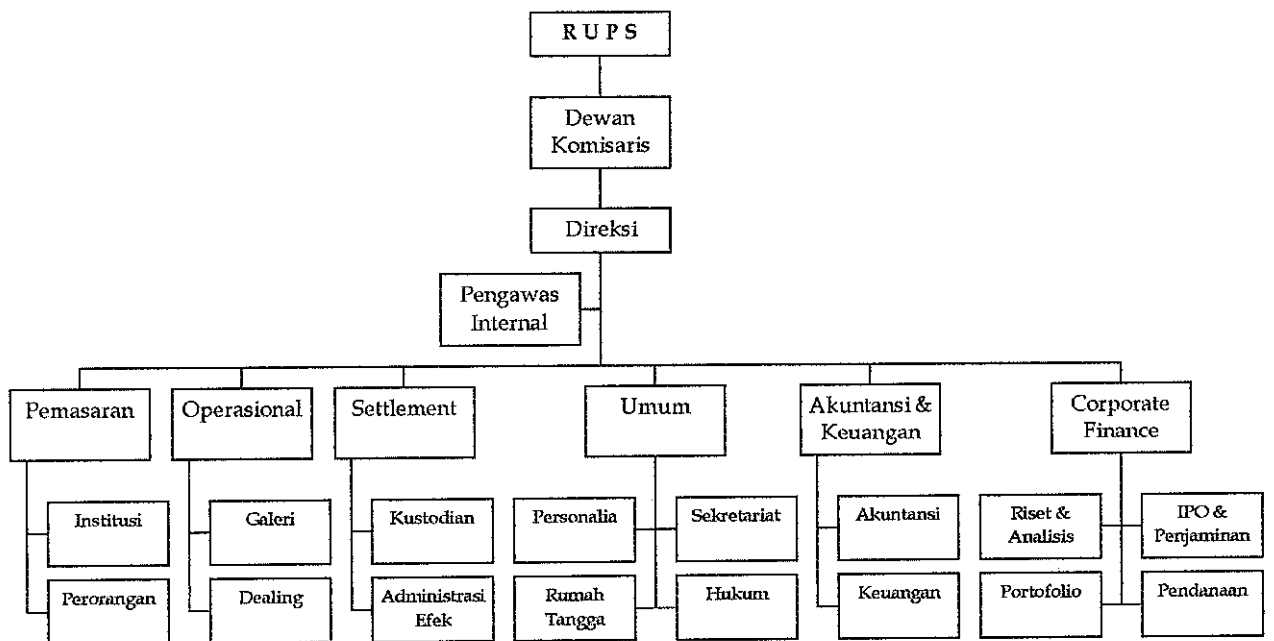 R U P S
Dewan
Komisaris
Direksi
Pengawas
Internal
Pemasaran
Operasional
Settlement
Umum
Akuntansi &
Keuangan
Corporate
Finance
Institusi
Galeri
Kustodian
Personalia
Sekretariat
Akuntansi
Riset &
Analisis
IPO &
Penjaminan
Perorangan
Dealing
Administrasi
Efek
Rumah
Tangga
Hukum
Keuangan
Portofolio
Pendanaan